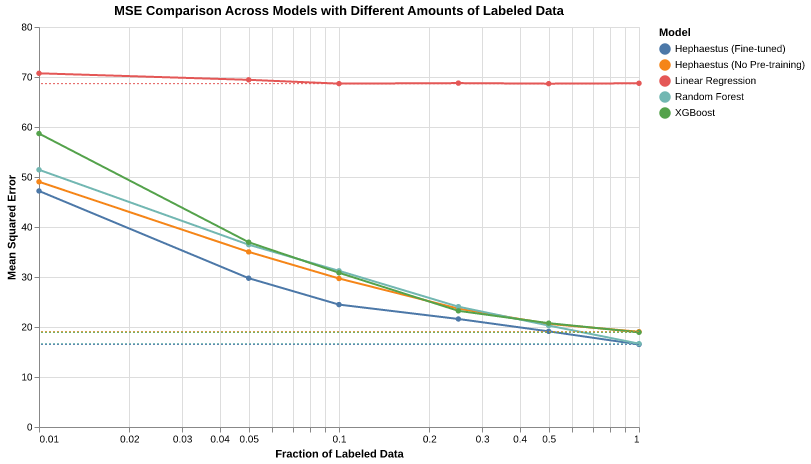 MSE Comparison Across Models with Different Amounts of Labeled Data
Model
Hephaestus (Fine-tuned)
Hephaestus (No Pre-training)
Linear Regression
Random Forest
XGBoost
Mean Squared Error
80
70
60
50
40
30
20
10
0
0.01 0.02 0.03 0.04 0.05 0.1 0.2 0.3 0.4 0.5 1
Fraction of Labeled Data